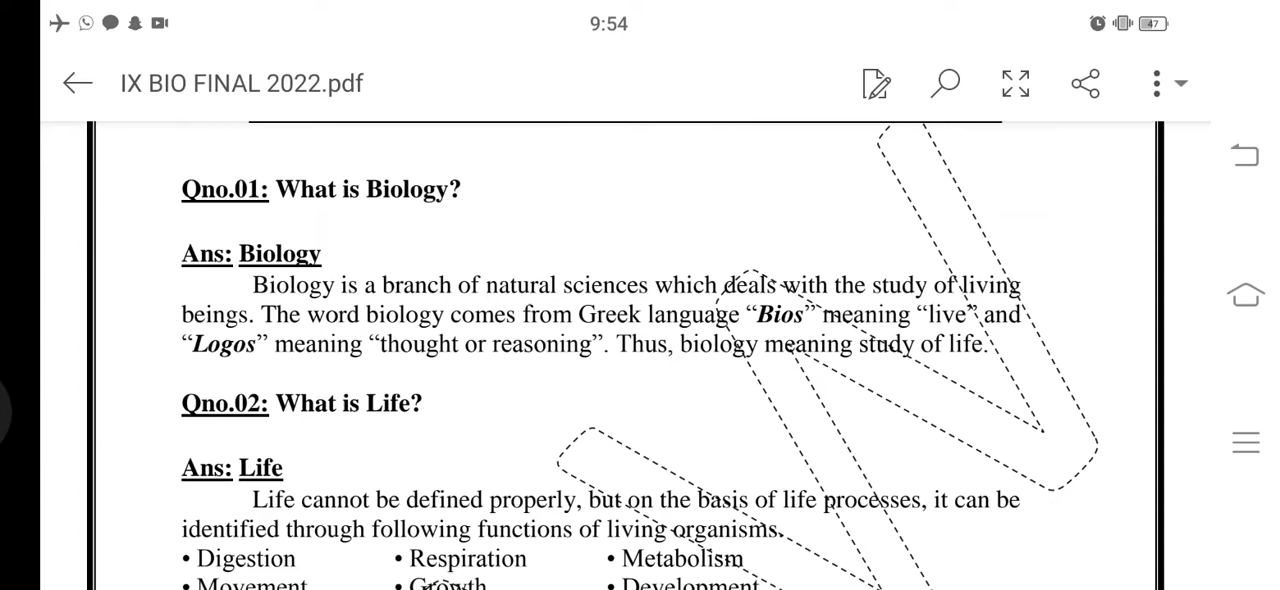 9:54
47
IX BIO FINAL 2022.pdf
Qno.01: What is Biology?
Ans: Biology
Biology is a branch of natural sciences which deals with the study of living
beings. The word biology comes from Greek language “Bios” meaning “live” and
“Logos” meaning “thought or reasoning”. Thus, biology meaning study of life.
Qno.02: What is Life?
Ans: Life
Life cannot be defined properly, but on the basis of life processes, it can be
identified through following functions of living organisms.
• Digestion • Respiration • Metabolism
• Movement • Growth • Development